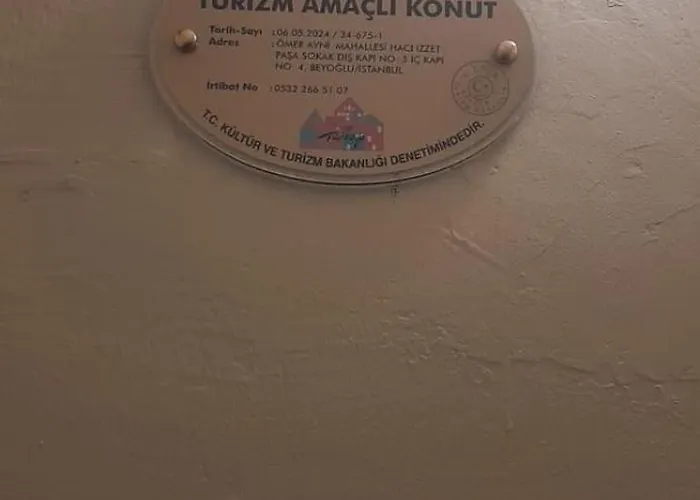 TURİZM AMAÇLI KONUT
Tarih-Sayı : 06.05.2024 / 34-675-1
Adres : ÖMER AVNİ MAHALLESİ HACI İZZET
PAŞA SOKAK DIŞ KAPI NO: 3 İÇ KAPI
NO: 4, BEYOĞLU/İSTANBUL
İrtibat No : 0532 266 51 07
Türkiye
T.C. KÜLTÜR VE TURİZM BAKANLIĞI DENETİMİNDEDİR.